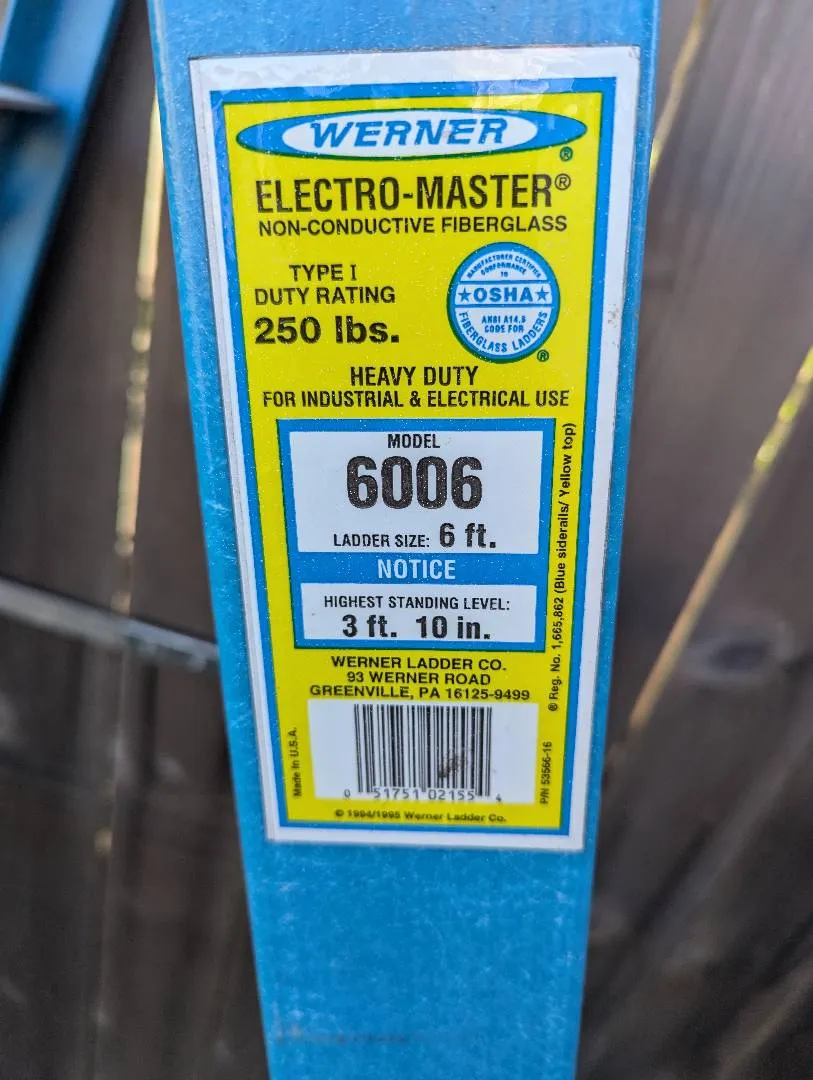 WERNER
®
ELECTRO-MASTER®
NON-CONDUCTIVE FIBERGLASS
TYPE I
DUTY RATING
250 lbs.
MANUFACTURER CERTIFIES
CONFORMANCE
TO
★OSHA★
ANSI A14.5
CODE FOR
FIBERGLASS LADDERS
®
HEAVY DUTY
FOR INDUSTRIAL & ELECTRICAL USE
MODEL
6006
LADDER SIZE: 6 ft.
NOTICE
HIGHEST STANDING LEVEL:
3 ft. 10 in.
® Reg. No. 1,665,862 (Blue siderails/ Yellow top)
WERNER LADDER CO.
93 WERNER ROAD
GREENVILLE, PA 16125-9499
Made in U.S.A.
0 51751 02155 4
P/N 53566-16
© 1994/1995 Werner Ladder Co.